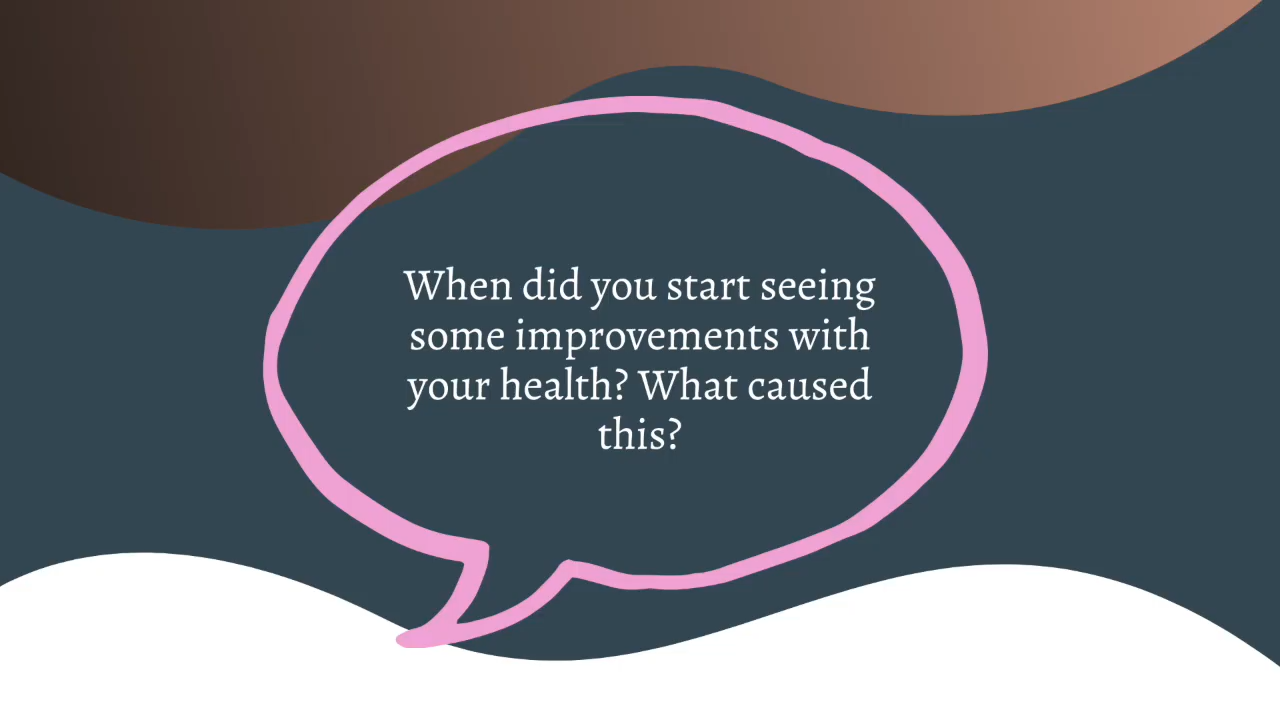 When did you start seeing
some improvements with
your health? What caused
this?